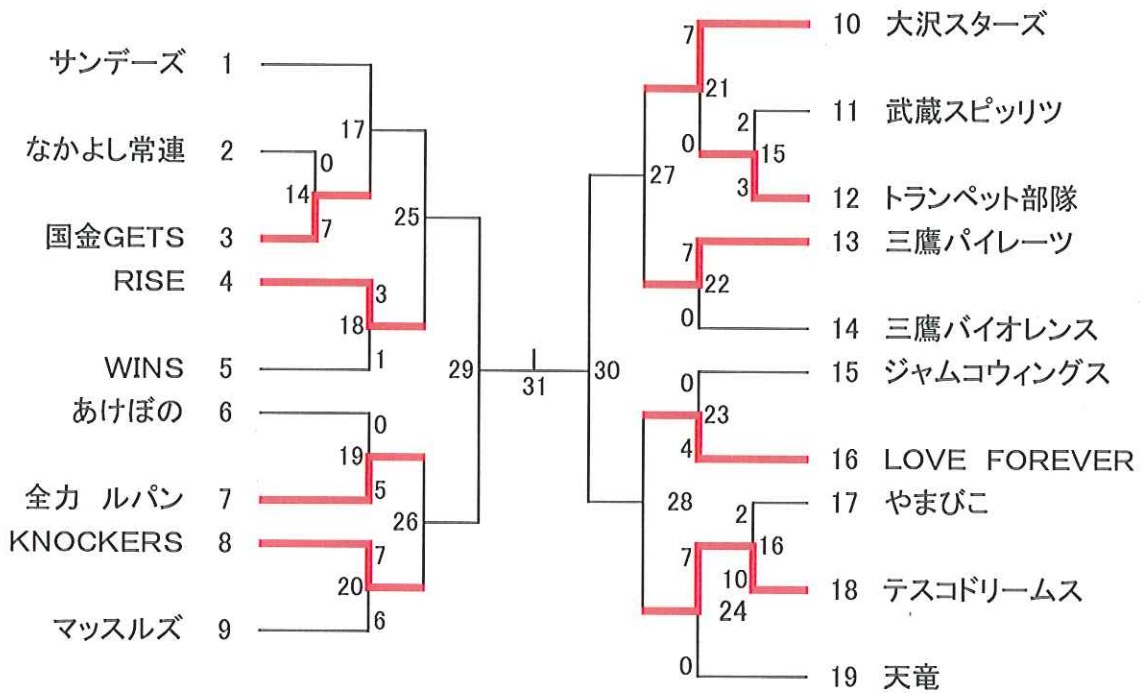 サンデーズ 1
17
なかよし常連 2
0
14
7
国金GETS 3
25
RISE 4
3
18
1
WINS 5
29
あけぼの 6
0
19
5
全力 ルパン 7
26
KNOCKERS 8
7
20
6
マッスルズ 9
31
10 大沢スターズ
7
21
11 武蔵スピッリツ
2
0
15
27
3
12 トランペット部隊
13 三鷹パイレーツ
7
22
0
14 三鷹バイオレンス
30
15 ジャムコウィングス
0
23
4
16 LOVE FOREVER
28
17 やまびこ
2
16
7
10
18 テスコドリームス
24
0
19 天竜